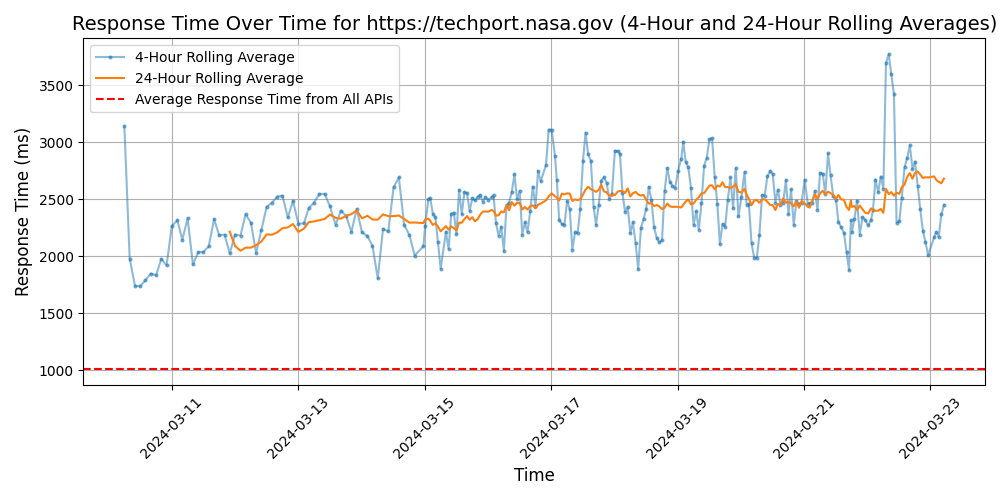 Response Time Over Time for https://techport.nasa.gov (4-Hour and 24-Hour Rolling Averages)
4-Hour Rolling Average
24-Hour Rolling Average
Average Response Time from All APIs
Response Time (ms)
3500
3000
2500
2000
1500
1000
2024-03-11
2024-03-13
2024-03-15
2024-03-17
2024-03-19
2024-03-21
2024-03-23
Time